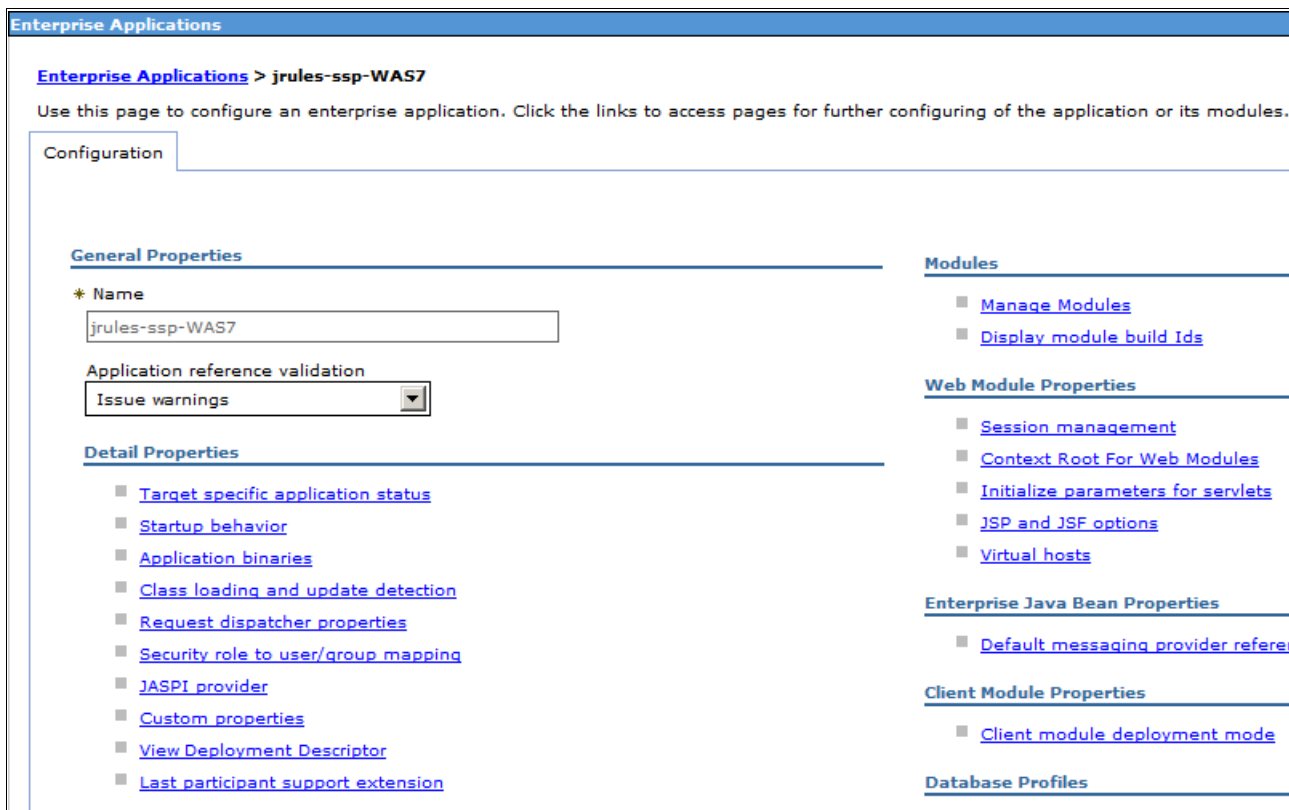 Enterprise Applications
Enterprise Applications > jrules-ssp-WAS7
Use this page to configure an enterprise application. Click the links to access pages for further configuring of the application or its modules.
Configuration
General Properties
* Name
jrules-ssp-WAS7
Application reference validation
Issue warnings
Detail Properties
Target specific application status
Startup behavior
Application binaries
Class loading and update detection
Request dispatcher properties
Security role to user/group mapping
JASPI provider
Custom properties
View Deployment Descriptor
Last participant support extension
Modules
Manage Modules
Display module build Ids
Web Module Properties
Session management
Context Root For Web Modules
Initialize parameters for servlets
JSP and JSF options
Virtual hosts
Enterprise Java Bean Properties
Default messaging provider
Client Module Properties
Client module deployment mode
Database Profiles